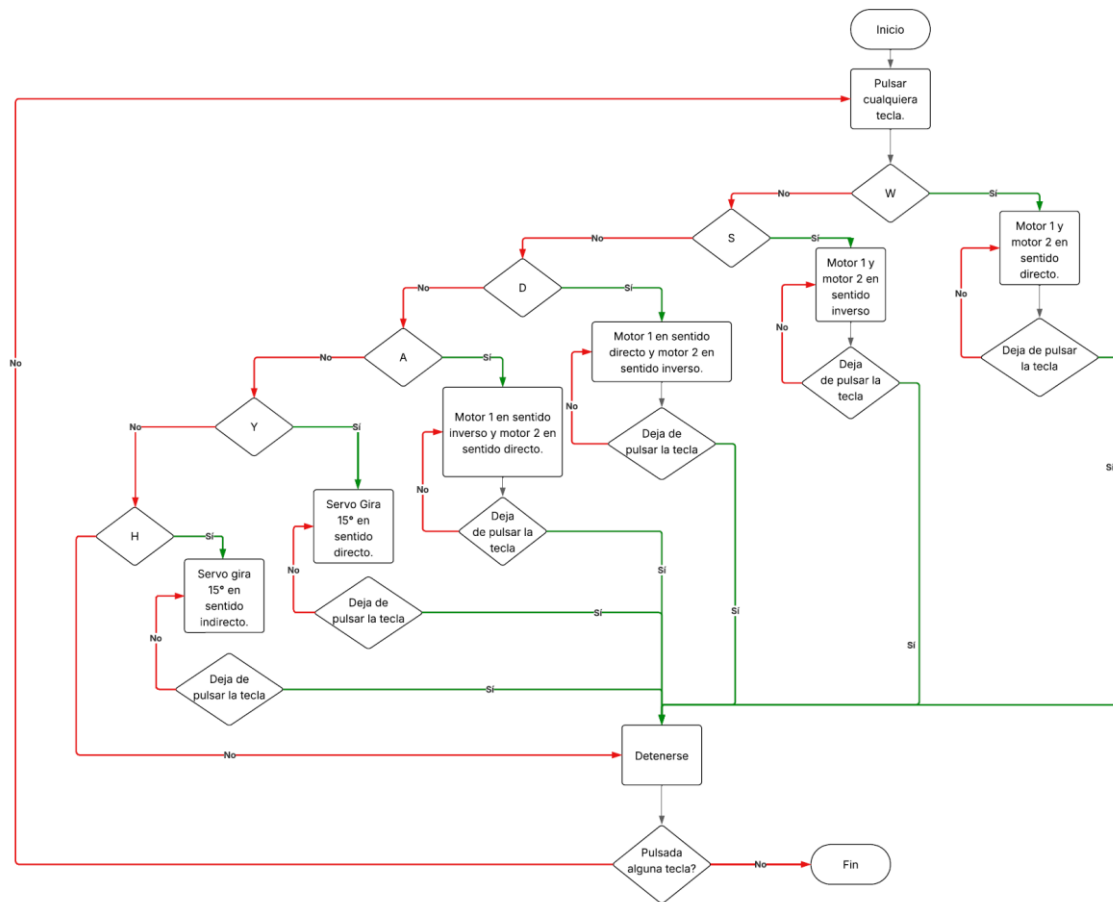 Inicio
Pulsar
cualquiera
tecla.
W
No
Sí
S
No
Sí
Motor 1 y
motor 2 en
sentido
directo.
D
No
Sí
Motor 1 y
motor 2 en
sentido
inverso
No
No
A
No
Sí
Motor 1 en sentido
directo y motor 2 en
sentido inverso.
Deja de pulsar
la tecla
Deja
de pulsar la
tecla
No
No
Y
No
Sí
Motor 1 en sentido
inverso y motor 2 en
sentido directo.
Deja de
pulsar la tecla
Sí
No
H
Sí
Servo Gira
15° en
sentido
directo.
Deja
de pulsar la
tecla
Servo gira
15° en
sentido
indirecto.
No
Sí
Deja de
pulsar la tecla
Sí
Sí
No
Sí
Deja de
pulsar la tecla
Sí
No
Detenerse
Pulsada
alguna tecla?
No
Fin